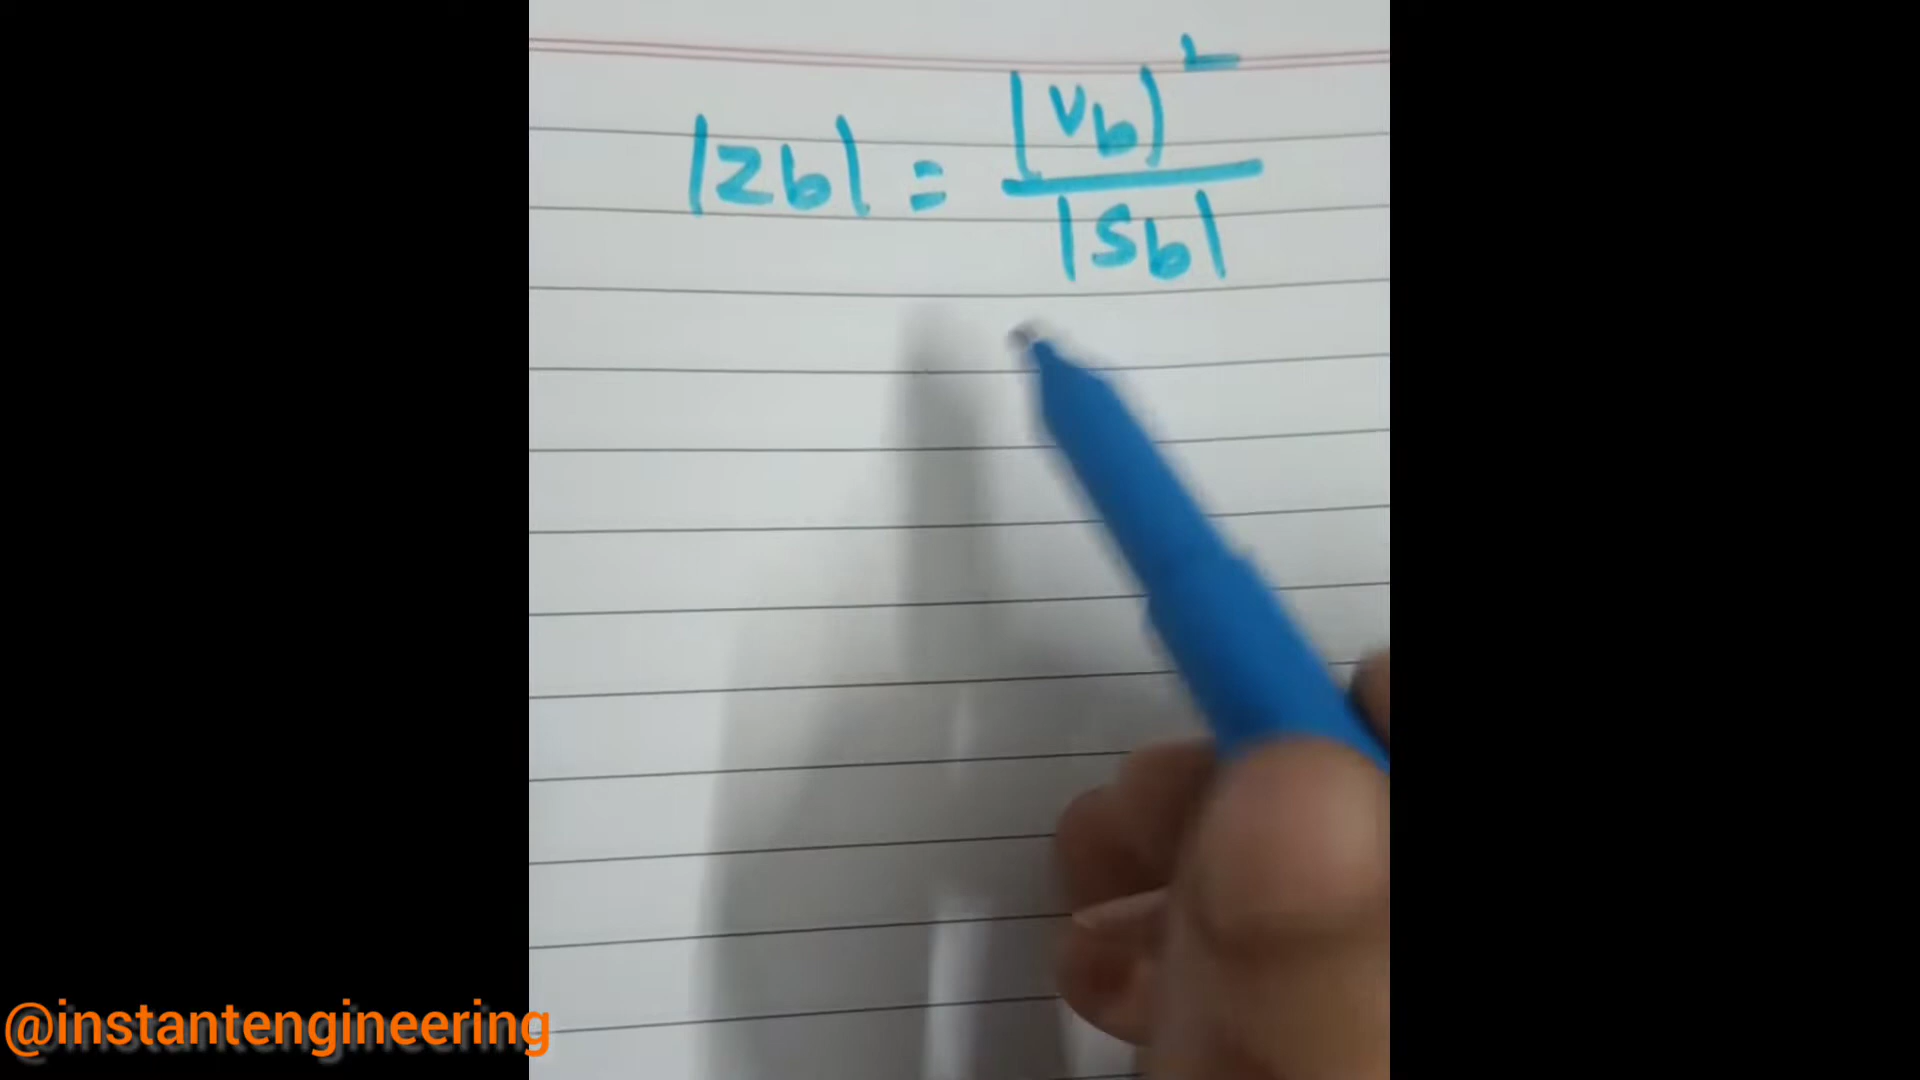 |Zb| = |Vb|² / |Sb|
@instantengineering